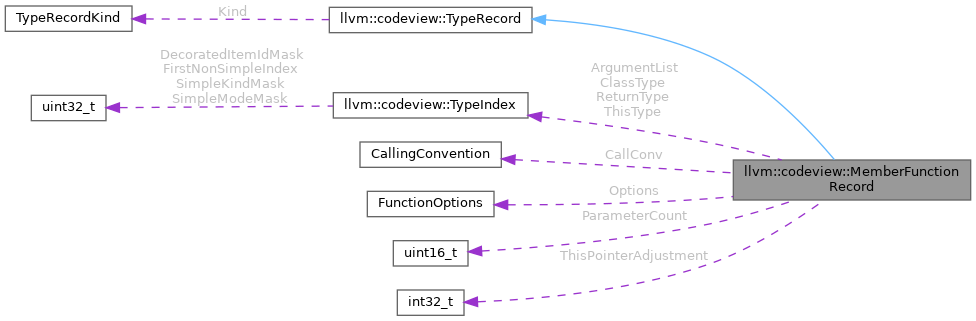 TypeRecordKind
Kind
llvm::codeview::TypeRecord
DecoratedItemIdMask
FirstNonSimpleIndex
SimpleKindMask
SimpleModeMask
uint32_t
llvm::codeview::TypeIndex
ArgumentList
ClassType
ReturnType
ThisType
CallingConvention
CallConv
llvm::codeview::MemberFunction
Record
FunctionOptions
Options
ParameterCount
uint16_t
ThisPointerAdjustment
int32_t